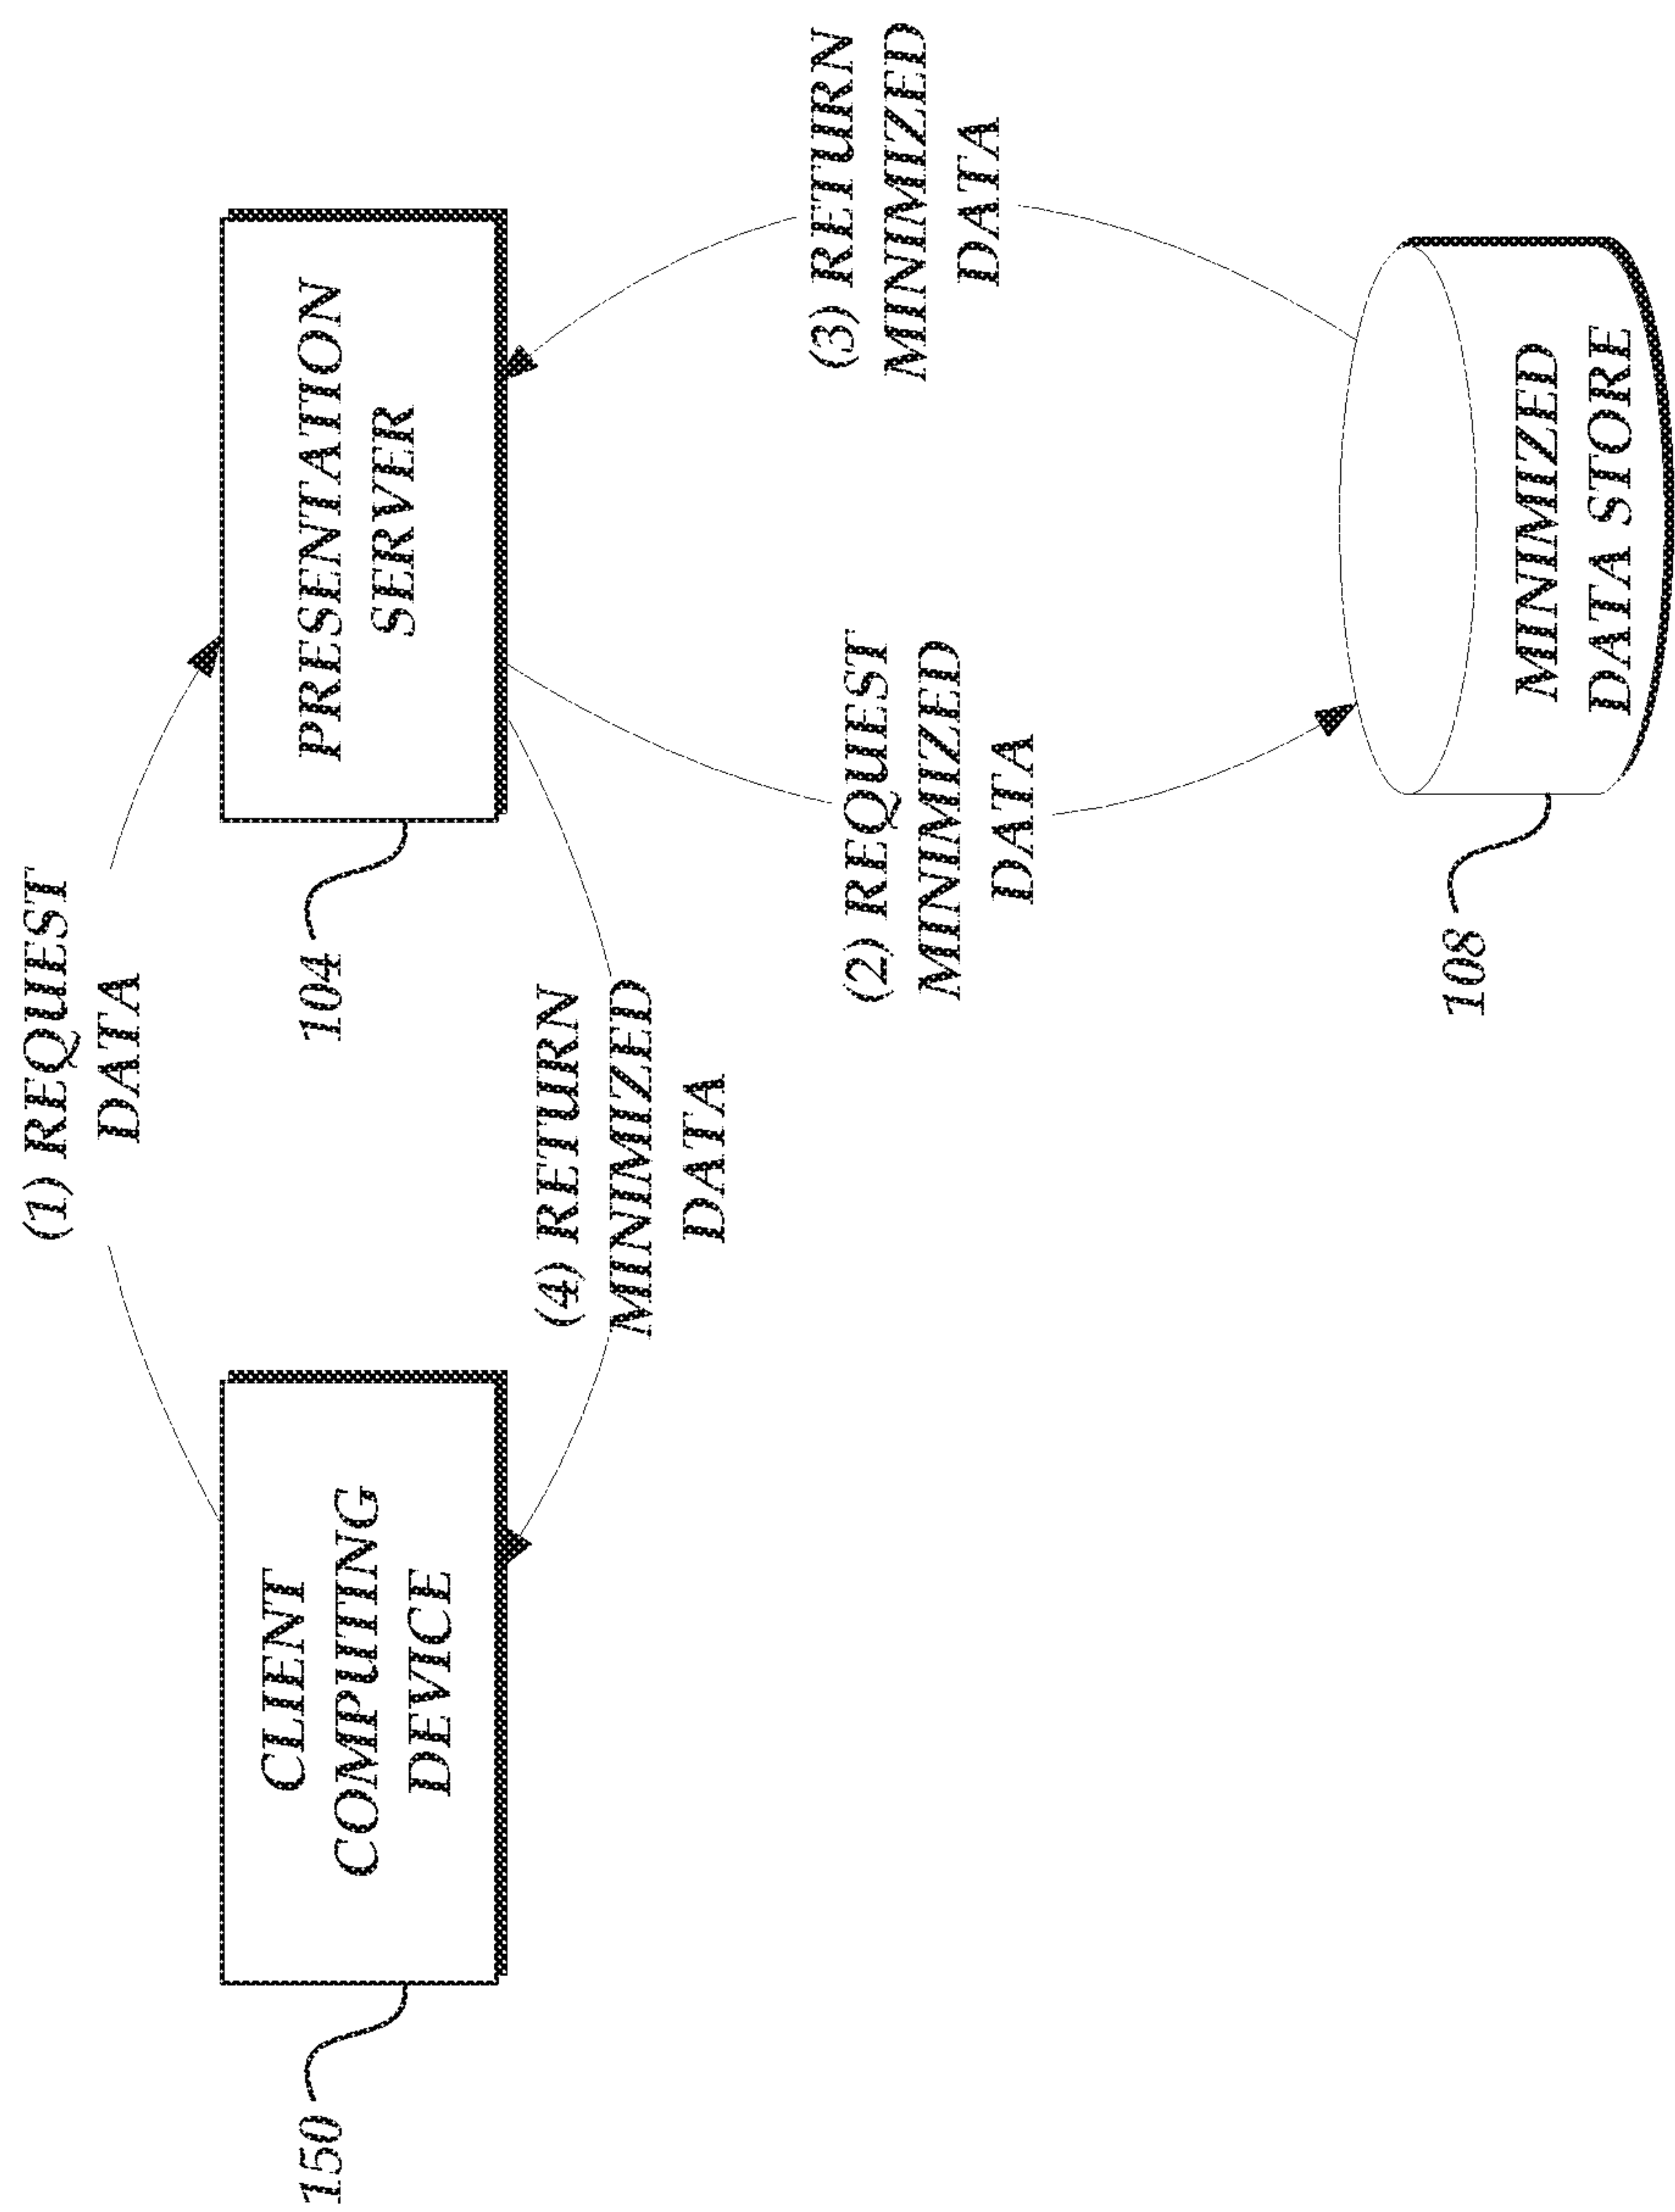 (1) REQUEST
DATA
CLIENT
COMPUTING
DEVICE
150
PRESENTATION
SERVER
104
(4) RETURN
MINIMIZED
DATA
(2) REQUEST
MINIMIZED
DATA
(3) RETURN
MINIMIZED
DATA
MINIMIZED
DATA STORE
108